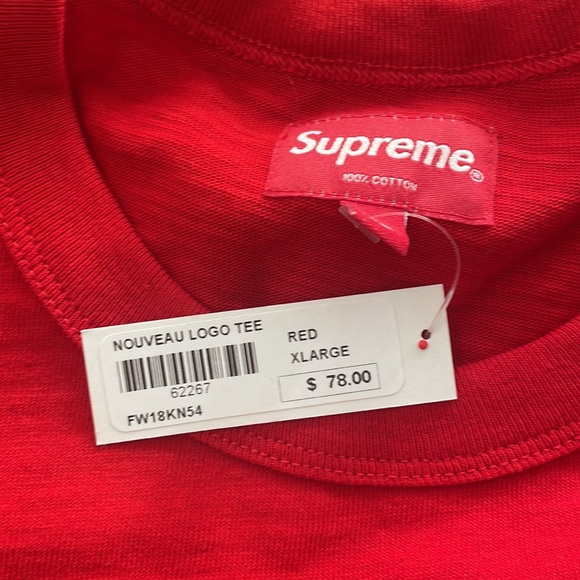 Supreme®
100% COTTON
NOUVEAU LOGO TEE
62267
FW18KN54
RED
XLARGE
$ 78.00